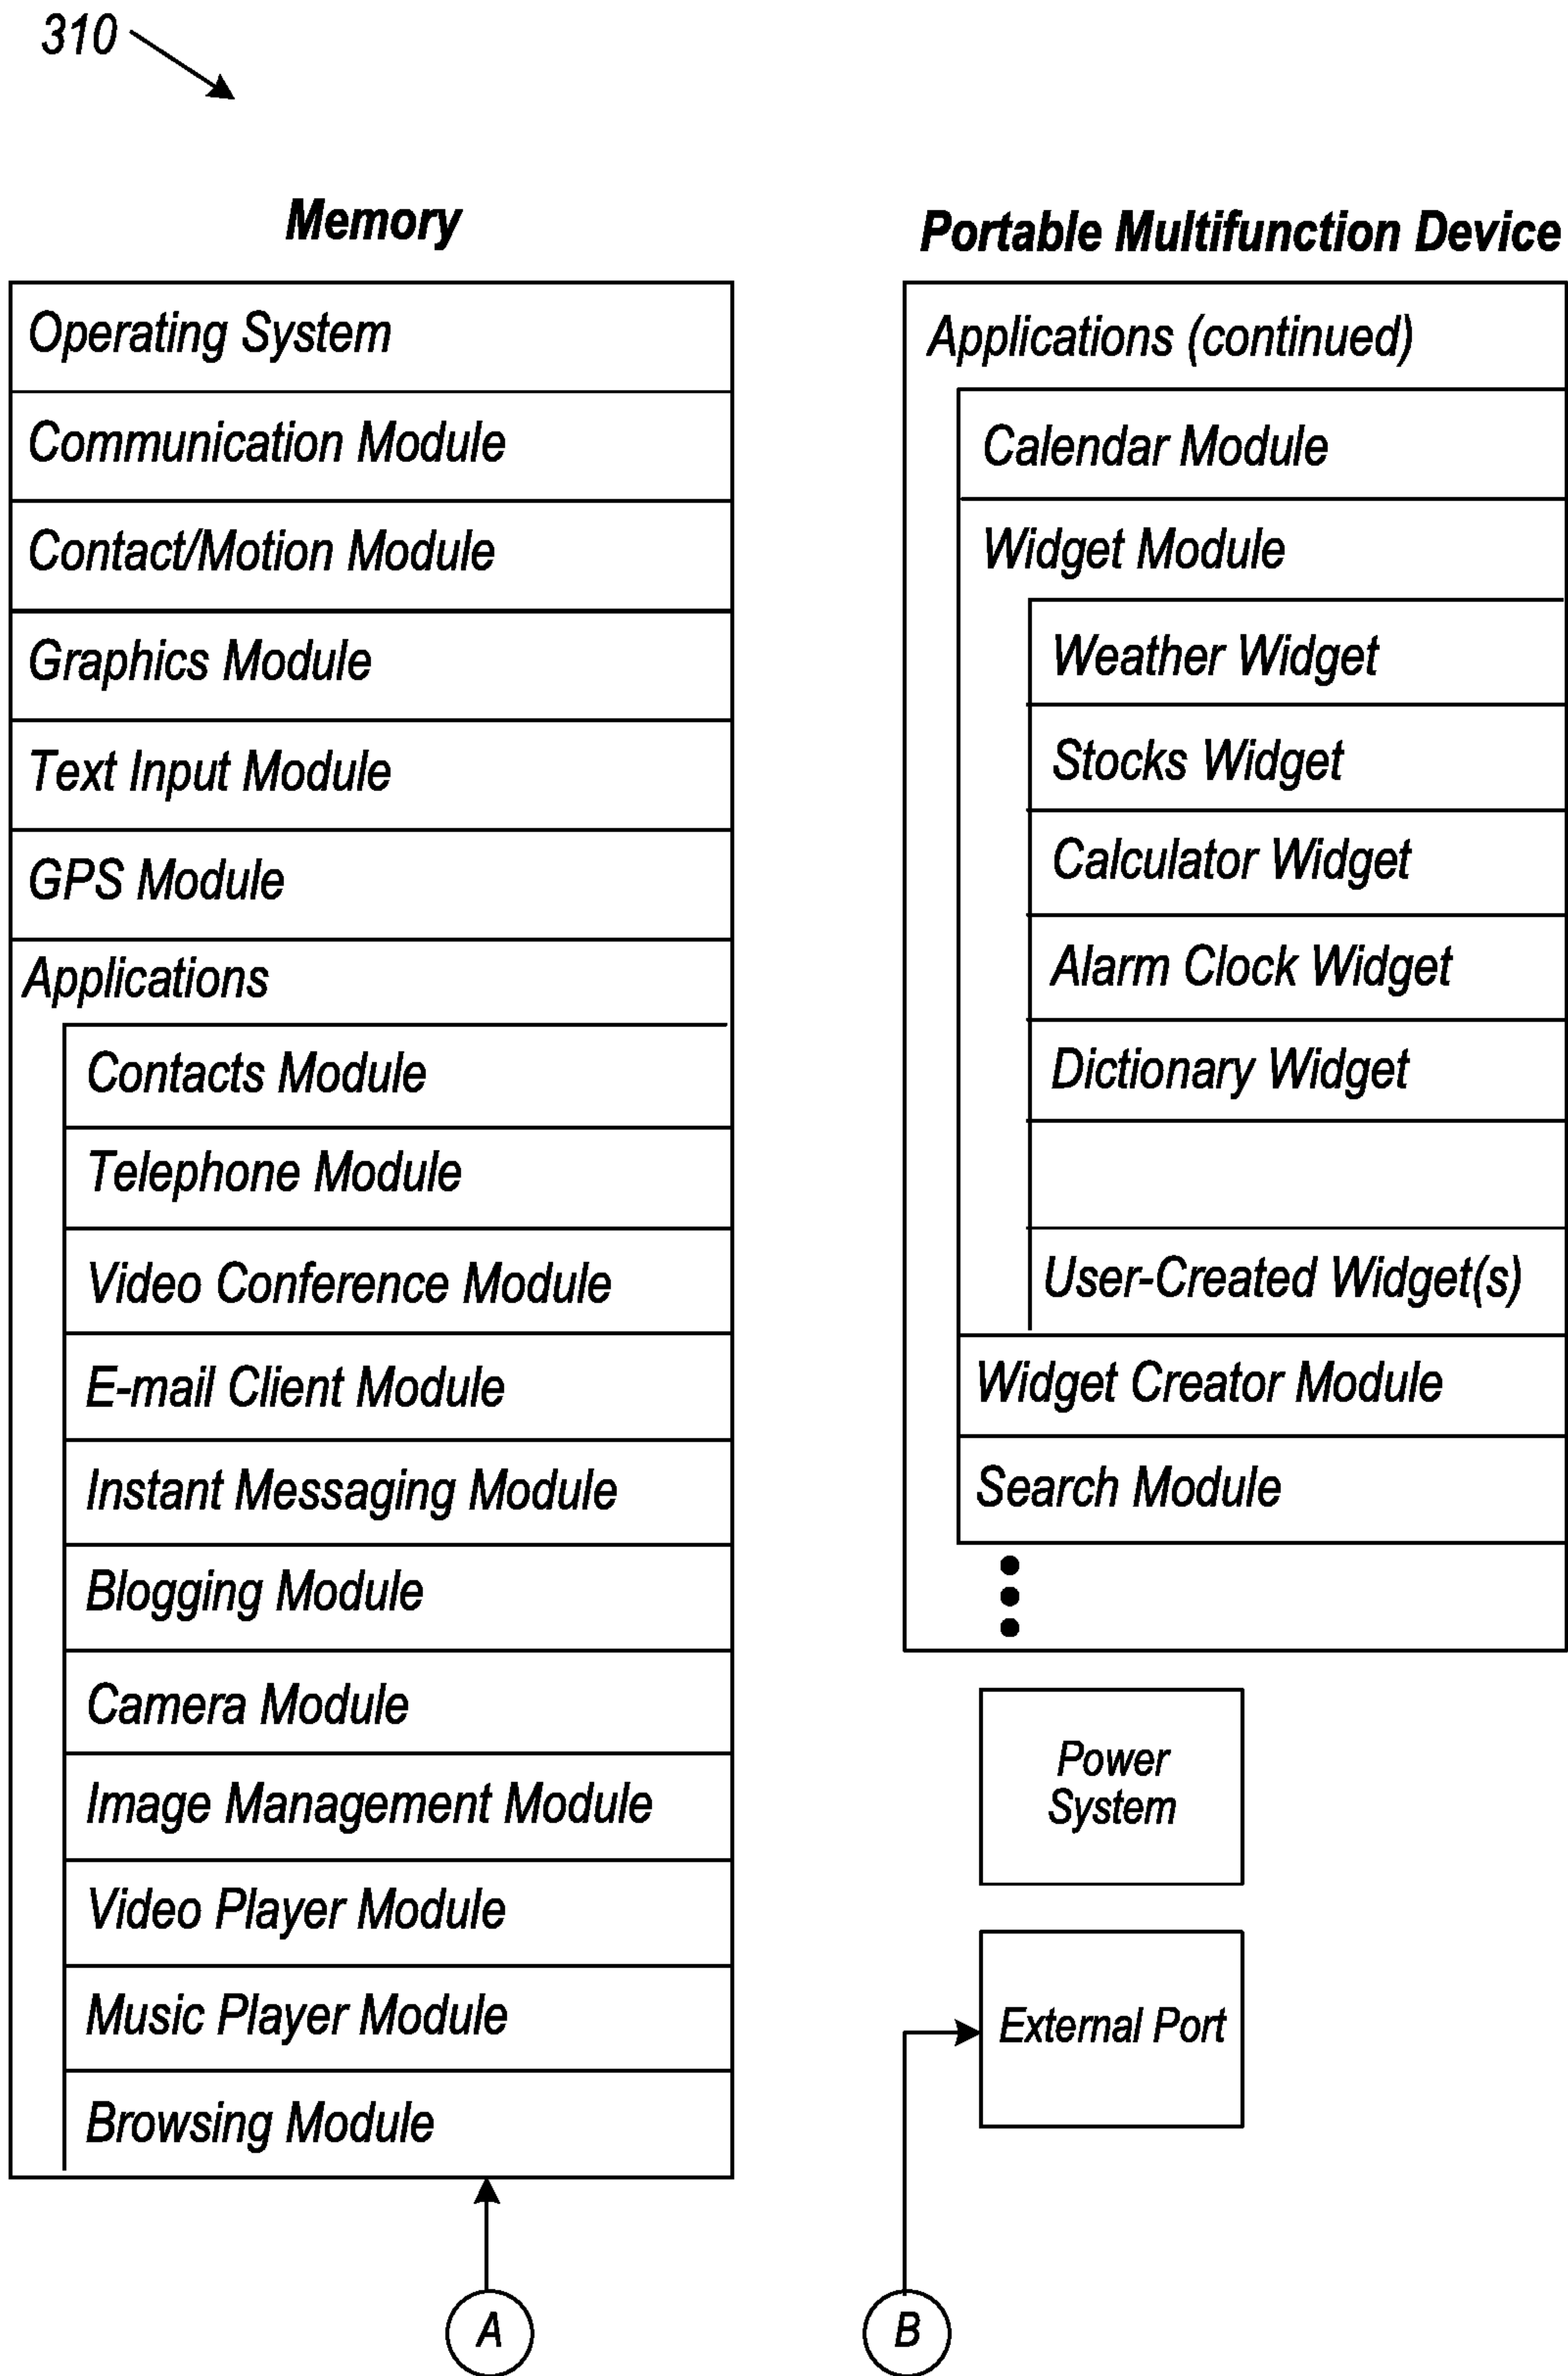 310
Memory
Operating System
Communication Module
Contact/Motion Module
Graphics Module
Text Input Module
GPS Module
Applications
Contacts Module
Telephone Module
Video Conference Module
E-mail Client Module
Instant Messaging Module
Blogging Module
Camera Module
Image Management Module
Video Player Module
Music Player Module
Browsing Module
A
Portable Multifunction Device
Applications (continued)
Calendar Module
Widget Module
Weather Widget
Stocks Widget
Calculator Widget
Alarm Clock Widget
Dictionary Widget
User-Created Widget(s)
Widget Creator Module
Search Module
Power
System
External Port
B